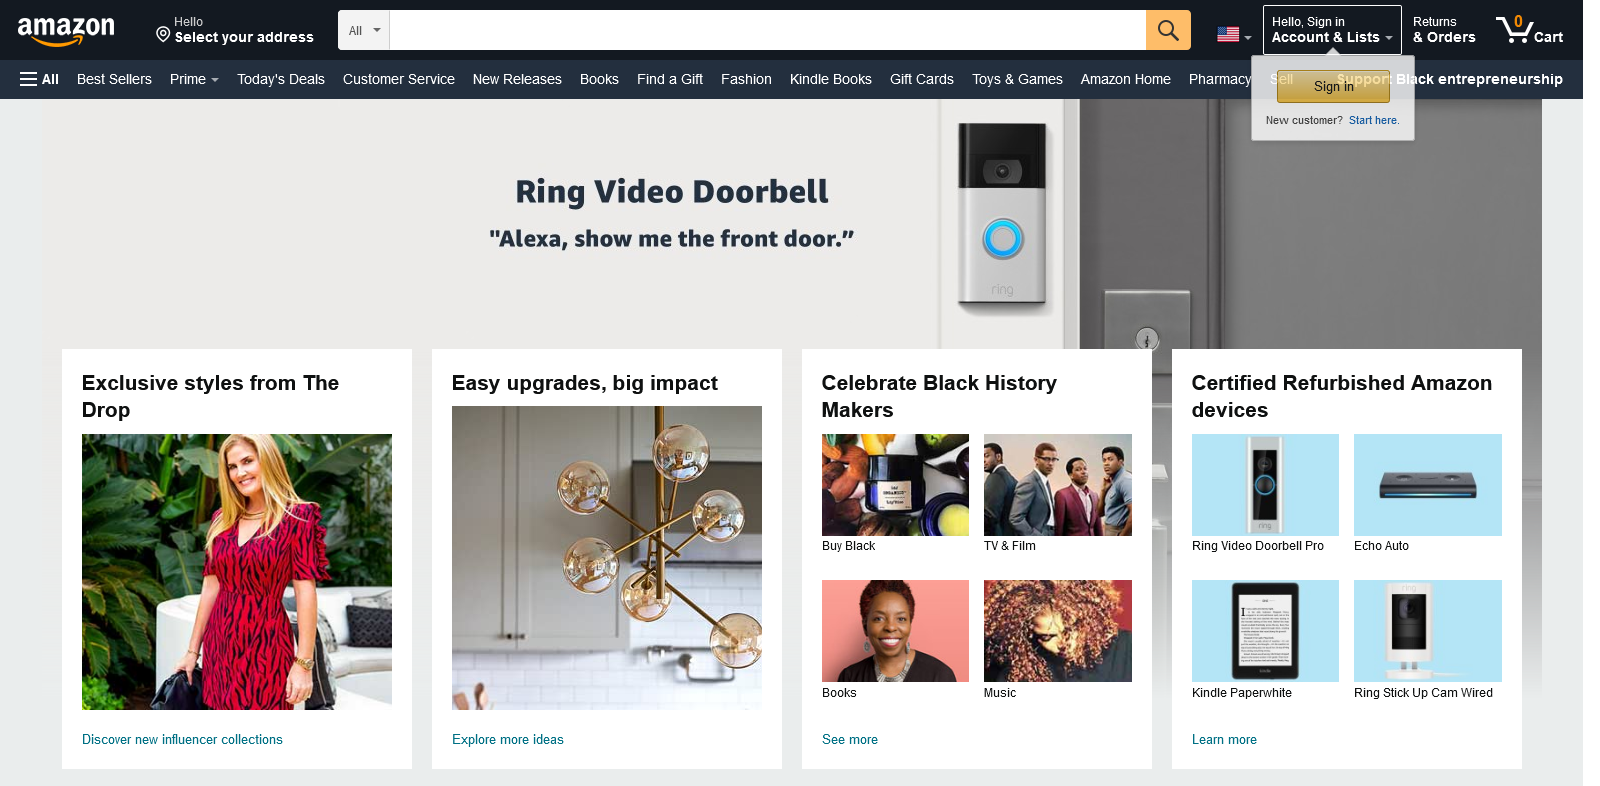 amazon
Hello
Select your address
All
Hello, Sign in
Account & Lists
Returns
& Orders
0
Cart
All
Best Sellers
Prime
Today's Deals
Customer Service
New Releases
Books
Find a Gift
Fashion
Kindle Books
Gift Cards
Toys & Games
Amazon Home
Pharmacy
Sell
Support Black entrepreneurship
Sign in
New customer? Start here.
Ring Video Doorbell
"Alexa, show me the front door.”
ring
Exclusive styles from The
Drop
Discover new influencer collections
Easy upgrades, big impact
Explore more ideas
Celebrate Black History
Makers
Buy Black
TV & Film
Books
Music
See more
Certified Refurbished Amazon
devices
ring
Ring Video Doorbell Pro
Echo Auto
ring
Kindle Paperwhite
Ring Stick Up Cam Wired
Learn more